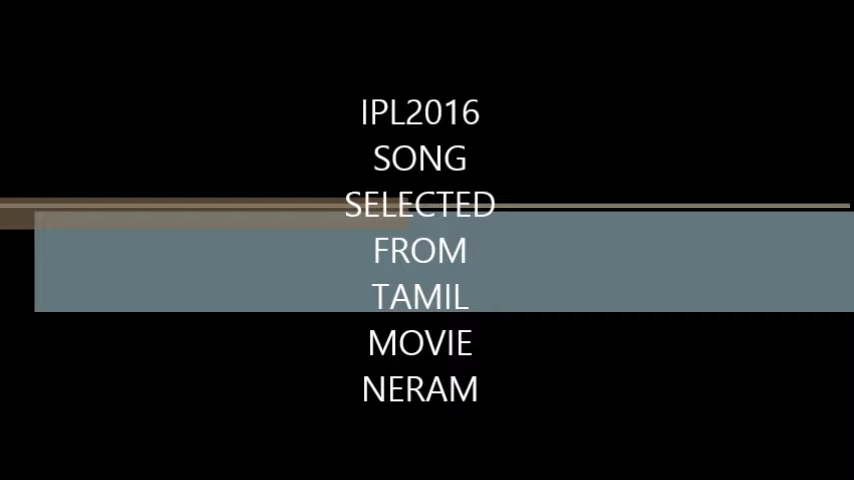 IPL2016
SONG
SELECTED
FROM
TAMIL
MOVIE
NERAM